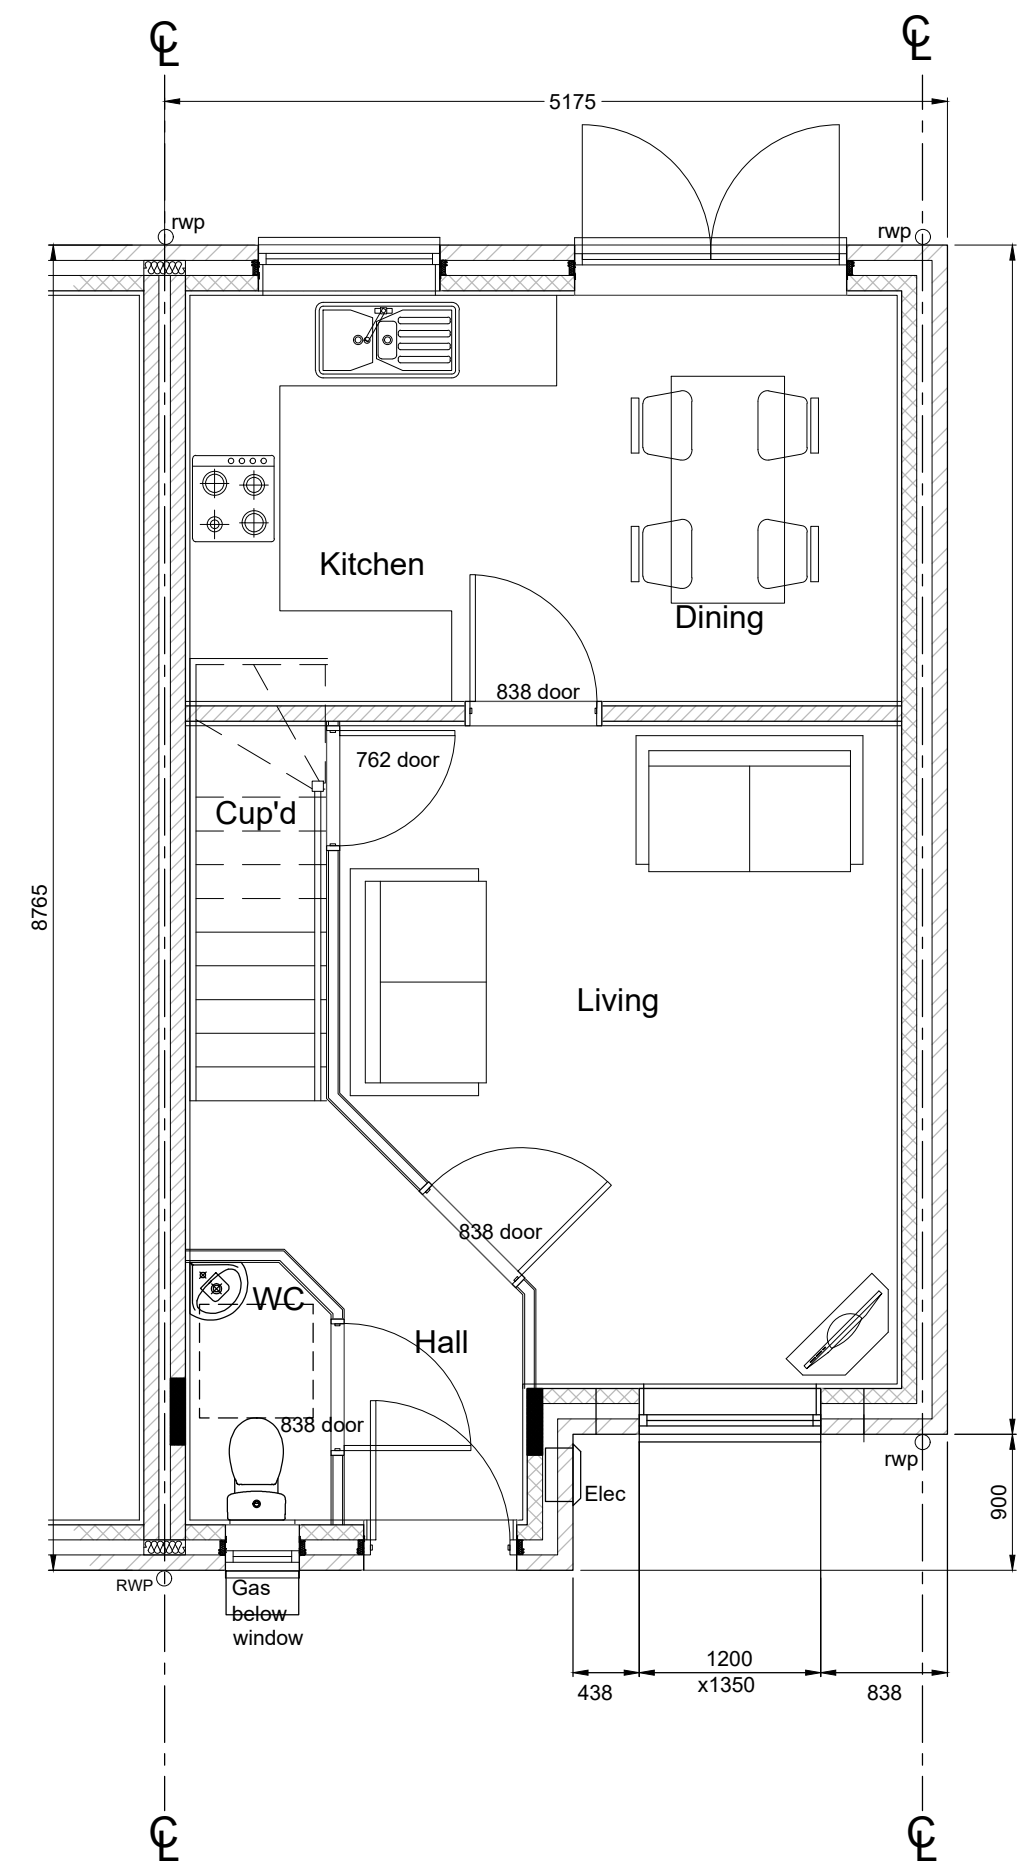 ℄
℄
5175
rwp
rwp
Kitchen
Dining
838 door
762 door
Cup'd
8765
Living
838 door
WC
Hall
838 door
rwp
Elec
900
RWP
Gas
below
window
1200
x1350
438
838
℄
℄